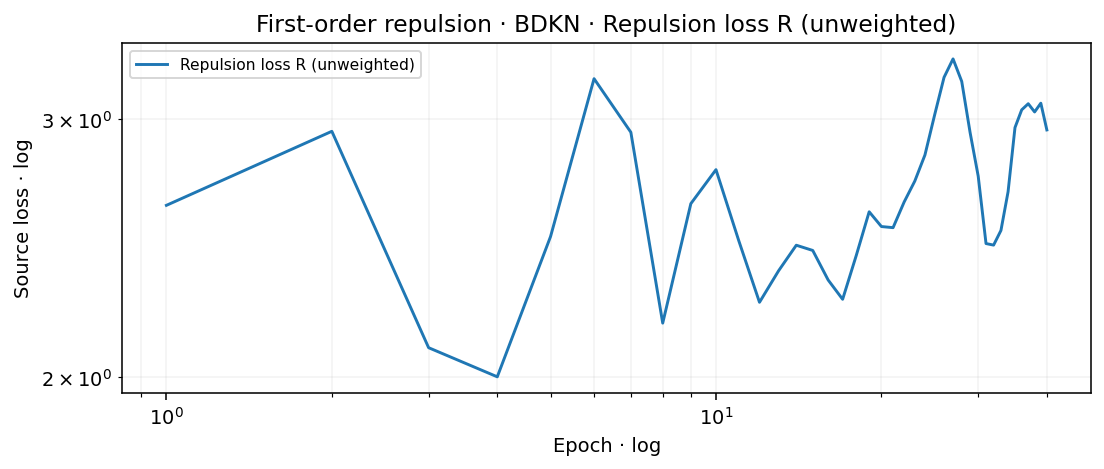 First-order repulsion · BDKN · Repulsion loss R (unweighted)
Repulsion loss R (unweighted)
Source loss · log
3 × 10⁰
2 × 10⁰
10⁰ 10¹
Epoch · log